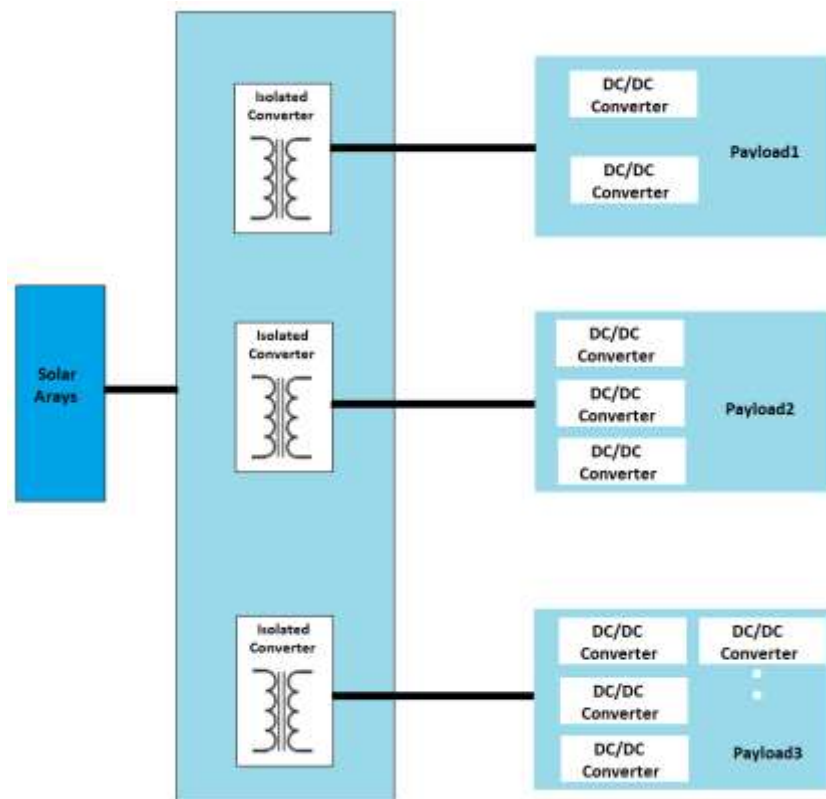 Isolated
Converter
DC/DC
Converter
Payload1
DC/DC
Converter
Solar
Arays
Isolated
Converter
DC/DC
Converter
DC/DC
Converter
Payload2
DC/DC
Converter
Isolated
Converter
DC/DC
Converter
DC/DC
Converter
DC/DC
Converter
DC/DC
Converter
Payload3